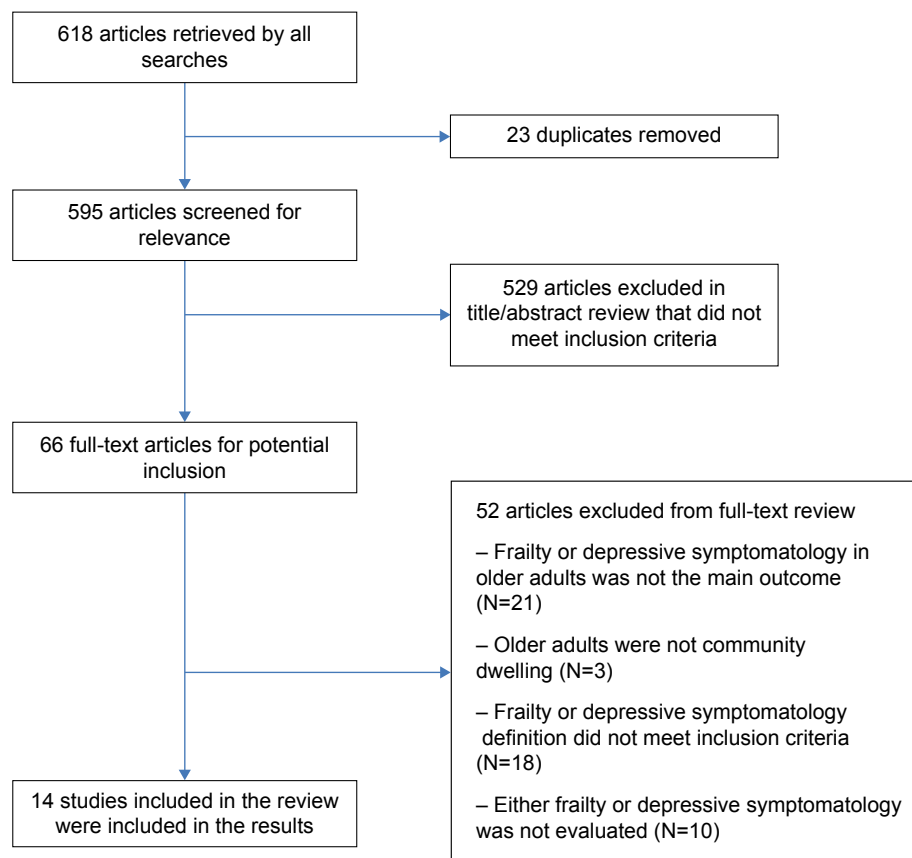 618 articles retrieved by all
searches
23 duplicates removed
595 articles screened for
relevance
529 articles excluded in
title/abstract review that did not
meet inclusion criteria
66 full-text articles for potential
inclusion
52 articles excluded from full-text review
– Frailty or depressive symptomatology in
older adults was not the main outcome
(N=21)
– Older adults were not community
dwelling (N=3)
– Frailty or depressive symptomatology
definition did not meet inclusion criteria
(N=18)
– Either frailty or depressive symptomatology
was not evaluated (N=10)
14 studies included in the review
were included in the results